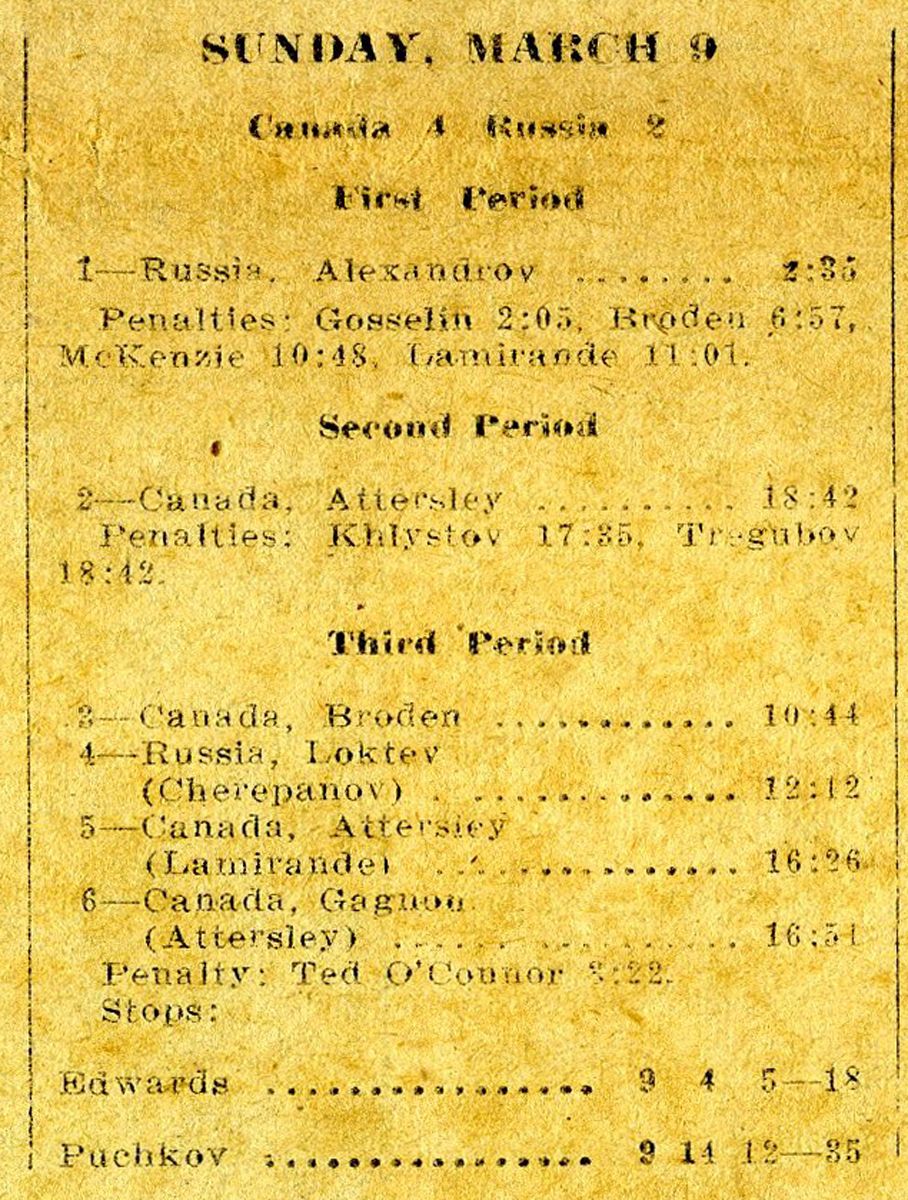 SUNDAY, MARCH 9
Canada 4 Russia 2
First Period
1—Russia, Alexandrov ........ 2:35
Penalties: Gosselin 2:05, Broden 6:57,
McKenzie 10:48, Lamirande 11:01.
Second Period
2—Canada, Attersley .......... 18:42
Penalties: Khlystov 17:35, Tregubov
18:42.
Third Period
3—Canada, Broden ............ 10:44
4—Russia, Loktev
(Cherepanov) .............. 12:12
5—Canada, Attersley
(Lamirande) .............. 16:26
6—Canada, Gagnon
(Attersley) ................ 16:51
Penalty: Ted O'Connor 3:22.
Stops:
Edwards ................ 9 4 5—18
Puchkov ................ 9 14 12—35